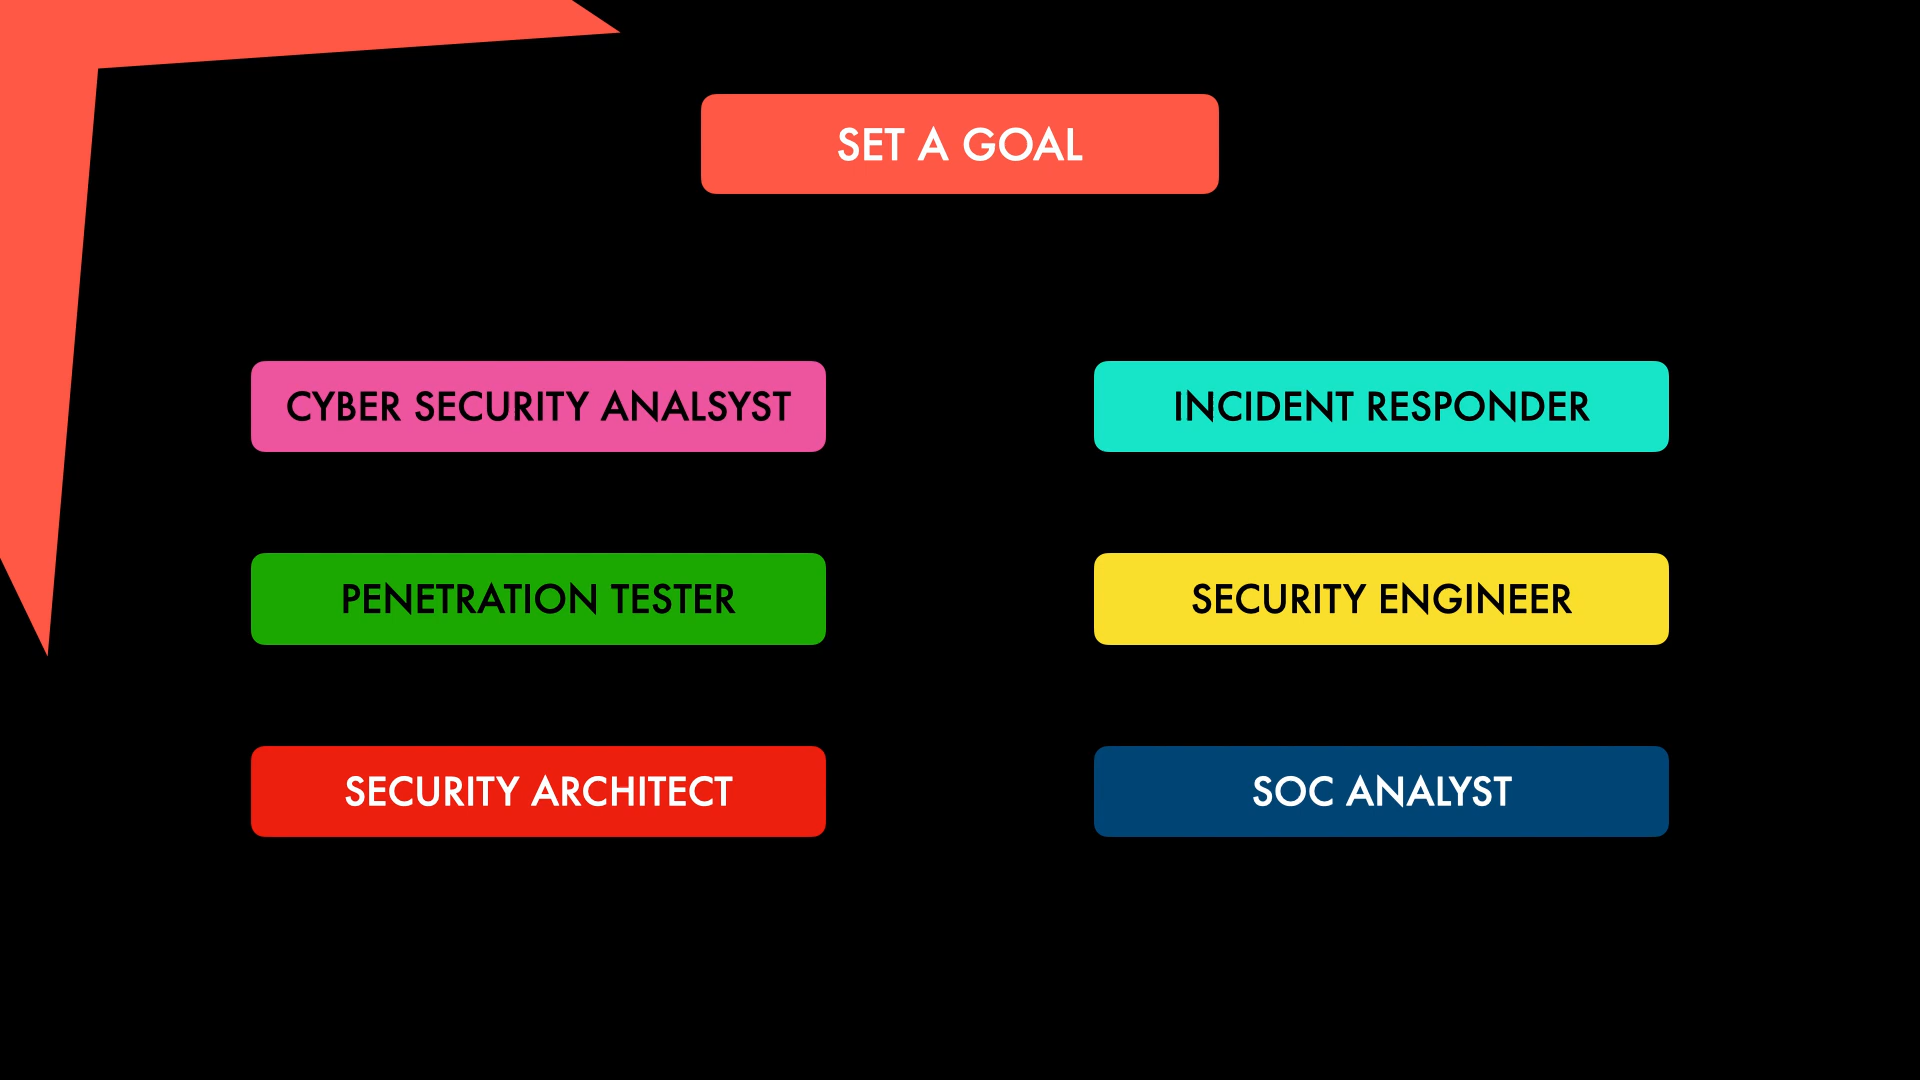 SET A GOAL
CYBER SECURITY ANALSYST
INCIDENT RESPONDER
PENETRATION TESTER
SECURITY ENGINEER
SECURITY ARCHITECT
SOC ANALYST